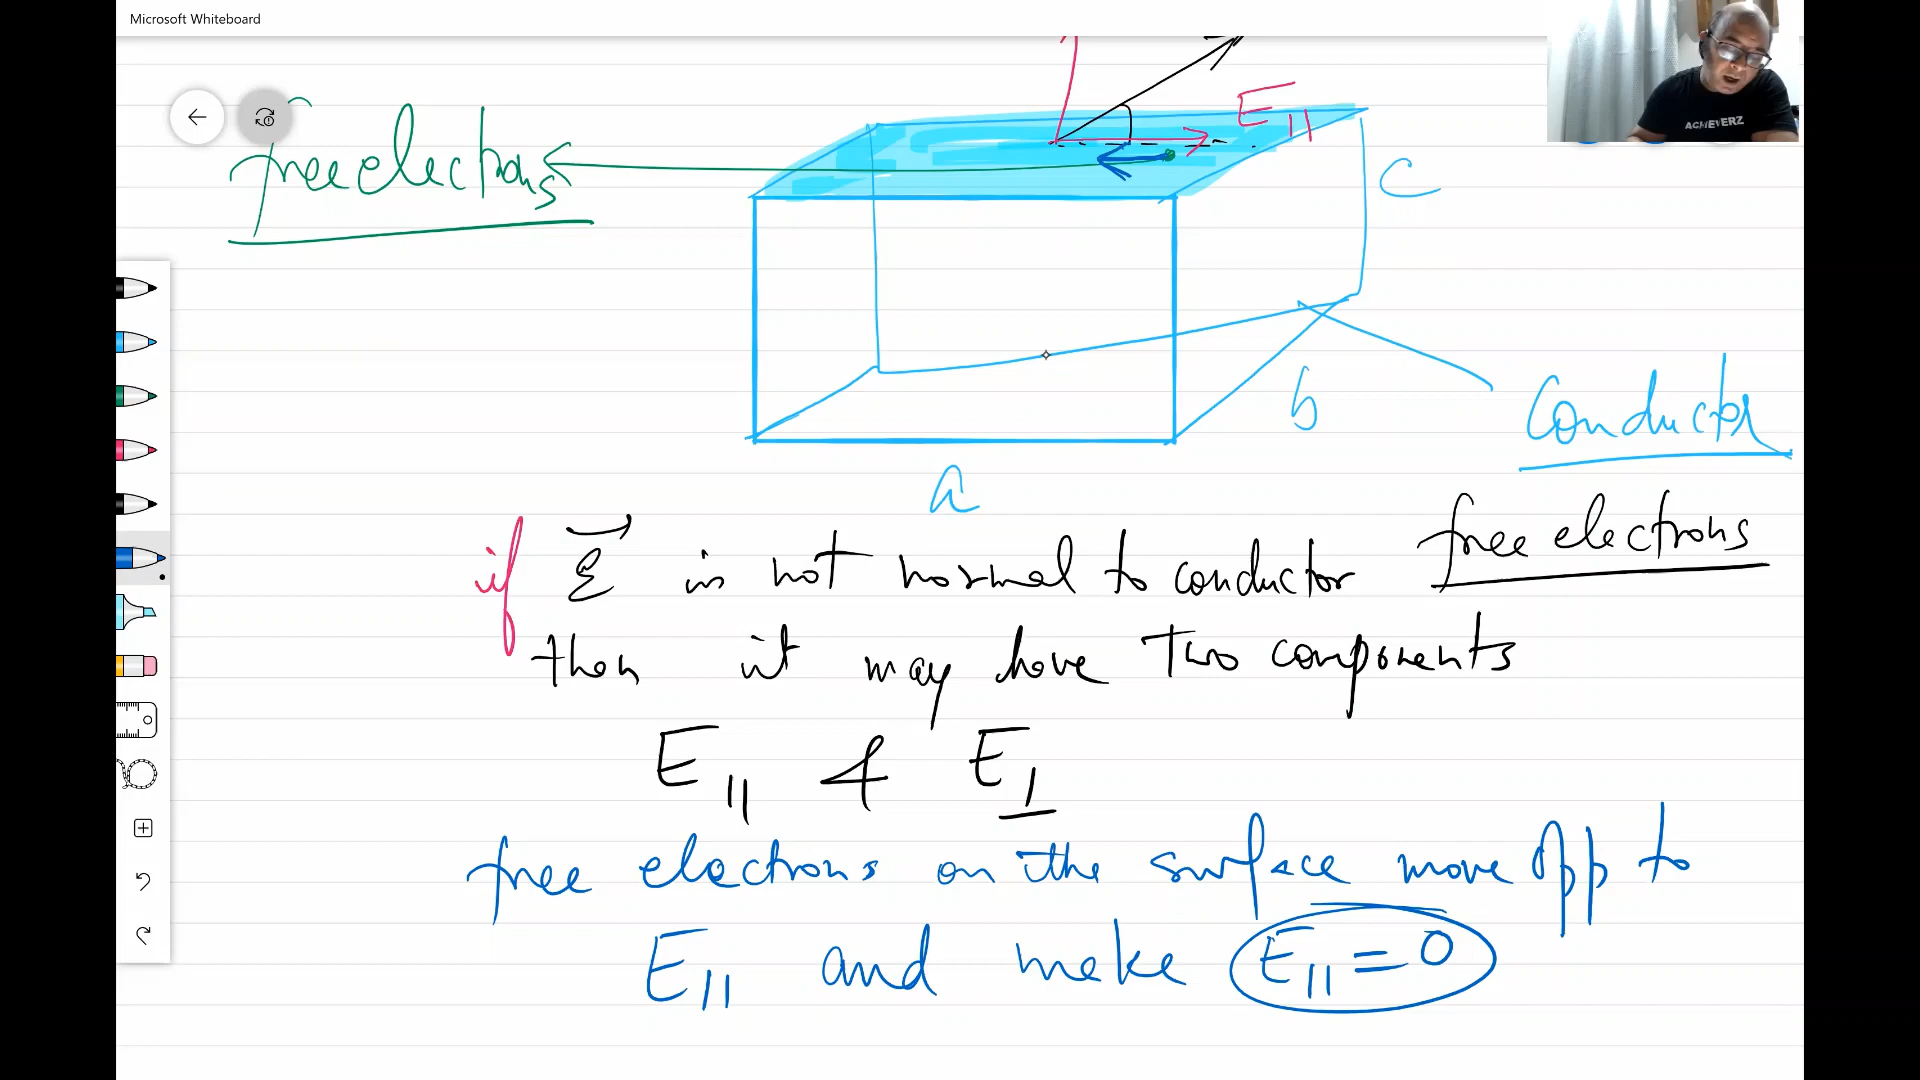 Microsoft Whiteboard
ACHIEVERZ
E||
free electrons
c
b
Conductor
a
free electrons
if E is not normal to conductor
then it may have two components
E|| & E⊥
free electrons on the surface move opp to
E|| and make E|| = 0